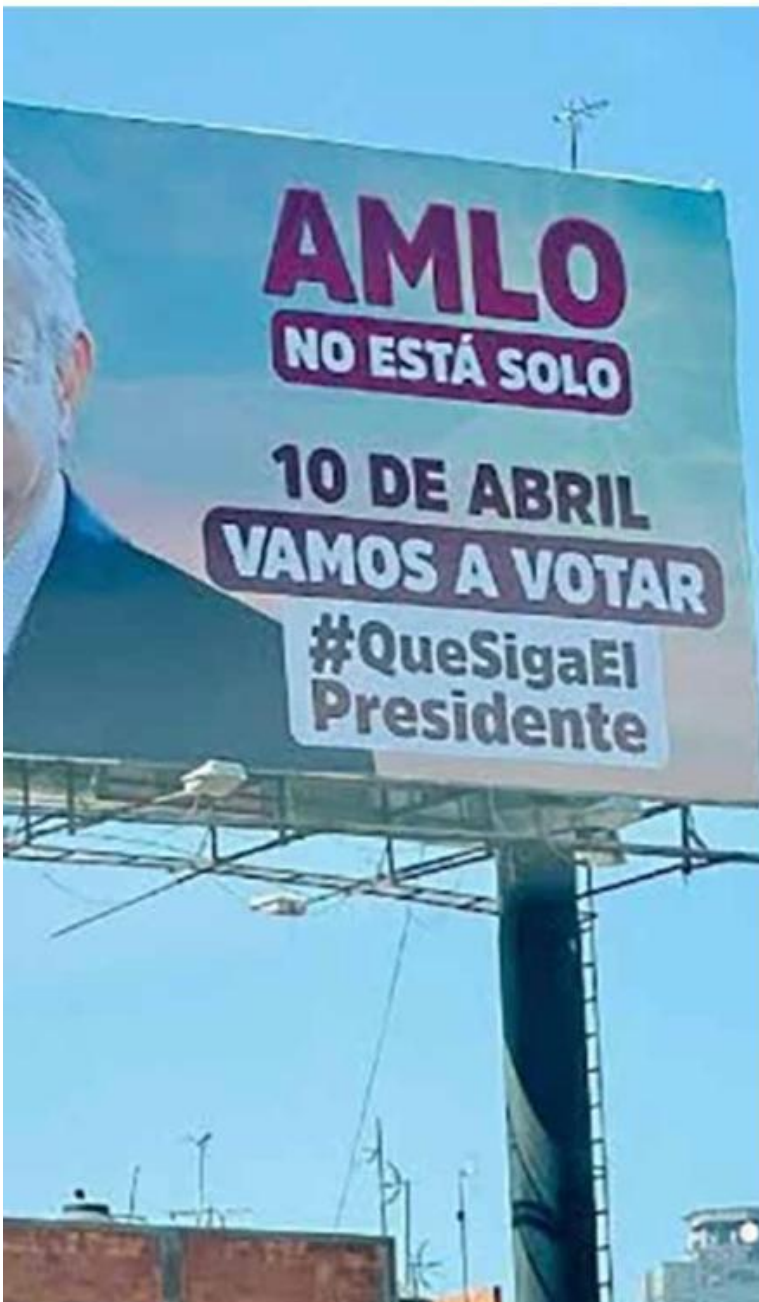 AMLO
NO ESTÁ SOLO
10 DE ABRIL
VAMOS A VOTAR
#QueSigaEl
Presidente